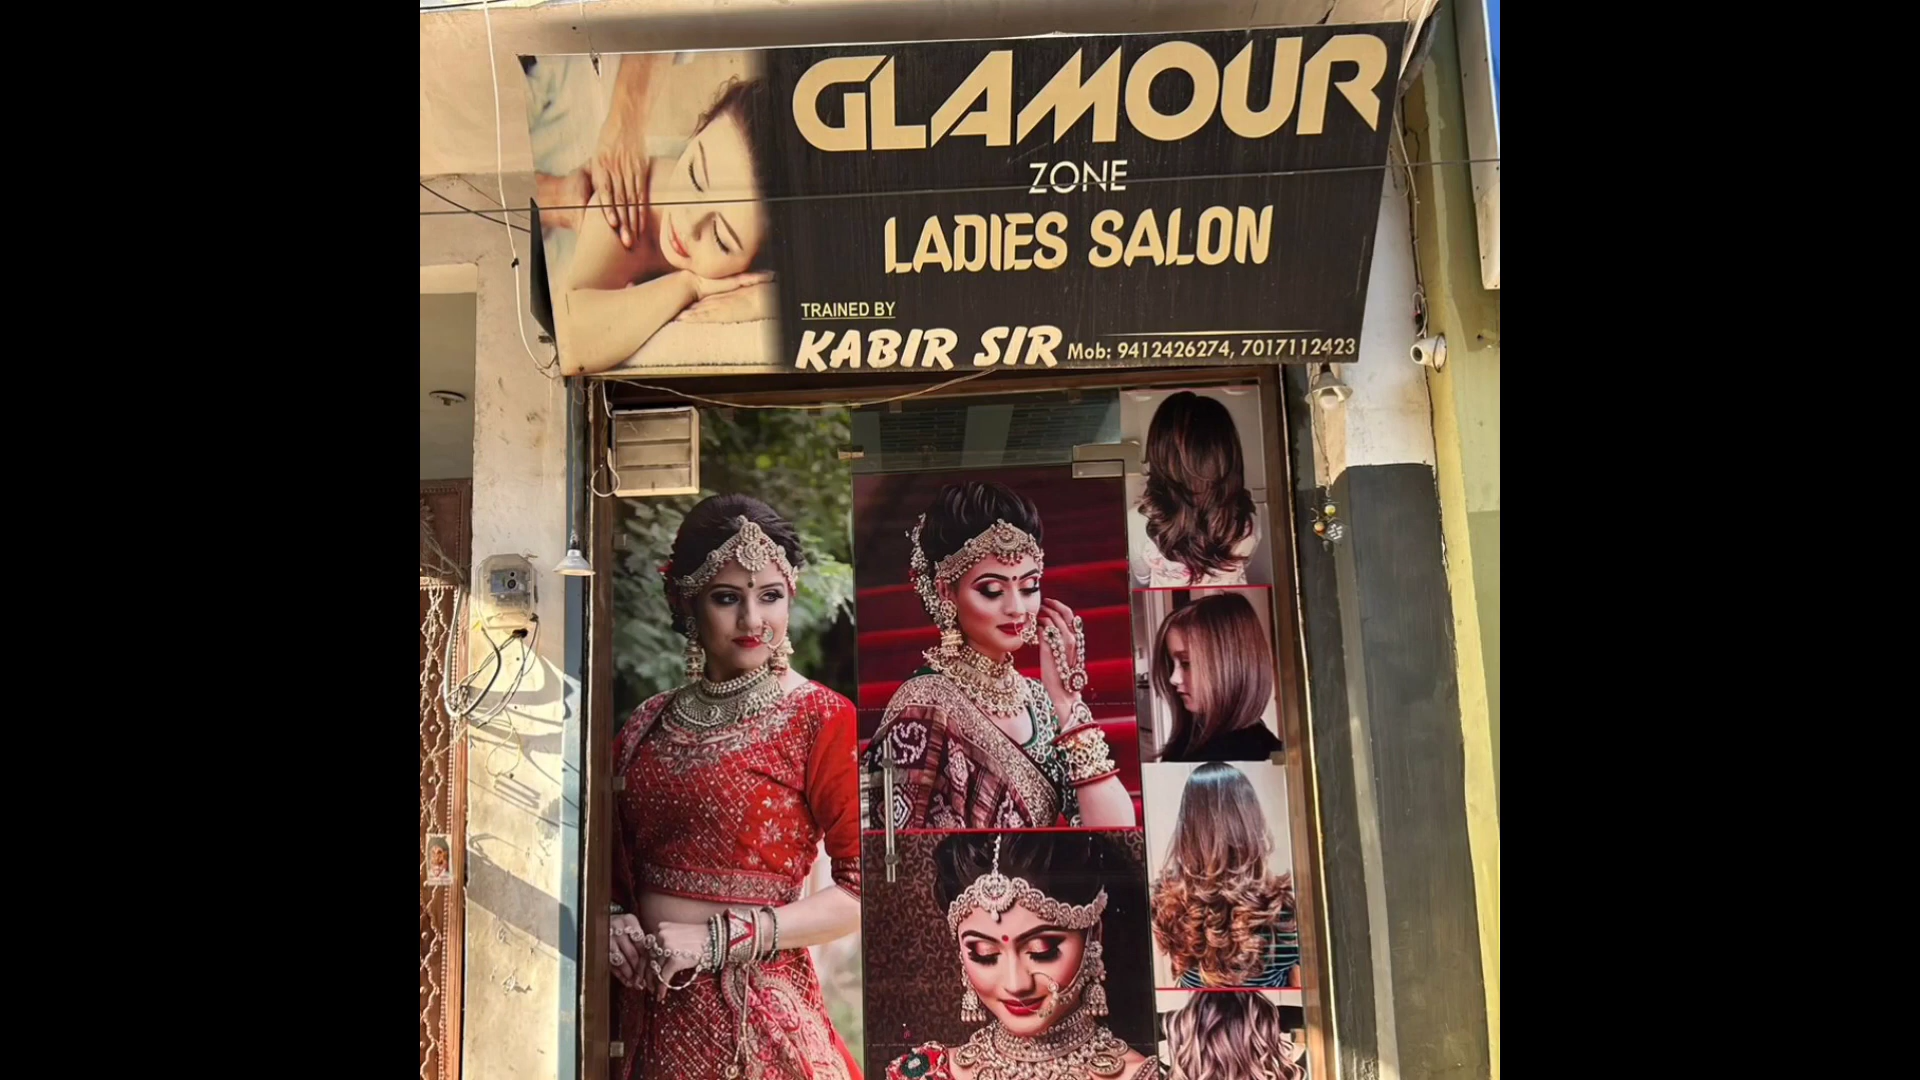 GLAMOUR
ZONE
LADIES SALON
TRAINED BY
KABIR SIR Mob: 9412426274, 7017112423